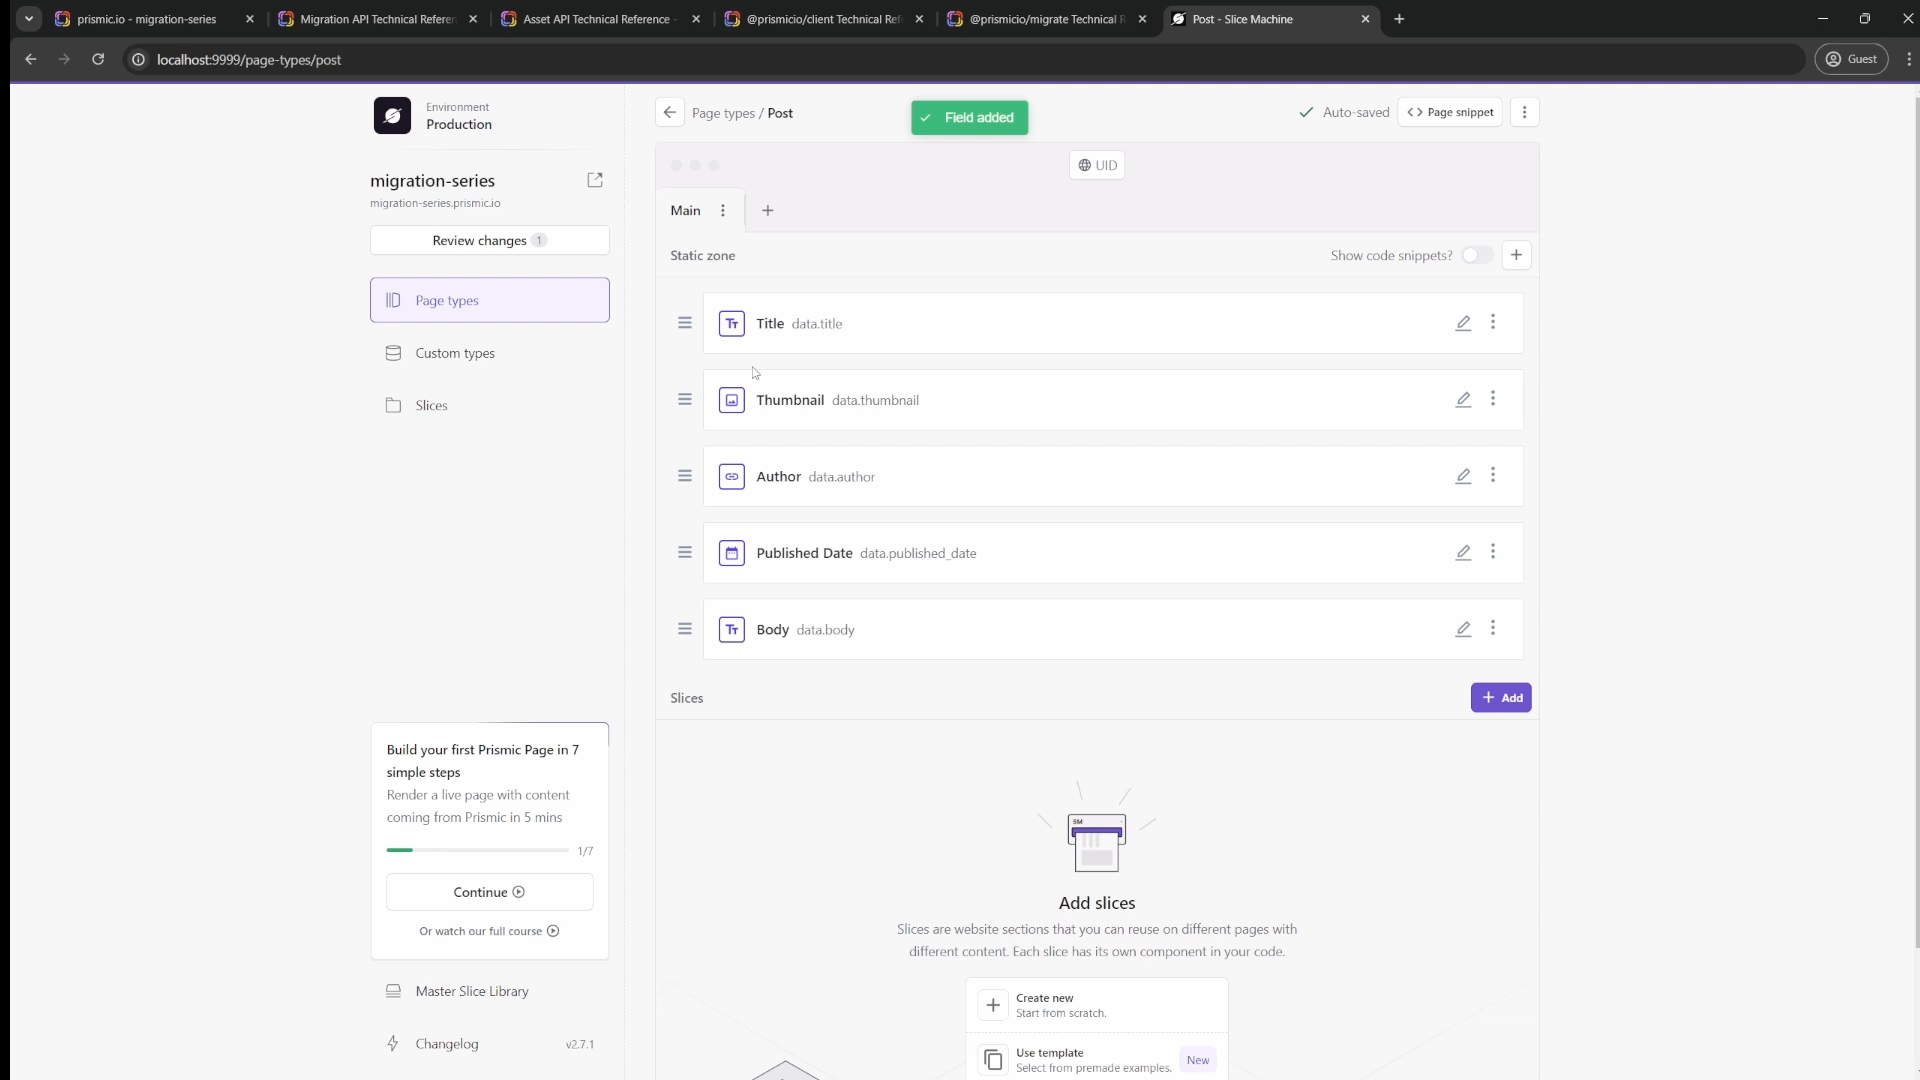 prismic.io - migration-series
Migration API Technical Referen
Asset API Technical Reference -
@prismicio/client Technical Ref
@prismicio/migrate Technical R
Post - Slice Machine
localhost:9999/page-types/post
Guest
Environment
Production
migration-series
migration-series.prismic.io
Review changes 1
Page types
Custom types
Slices
Build your first Prismic Page in 7
simple steps
Render a live page with content
coming from Prismic in 5 mins
1/7
Continue
Or watch our full course
Master Slice Library
Changelog v2.7.1
Page types / Post
Field added
Auto-saved
<> Page snippet
UID
Main
Static zone
Show code snippets?
Title data.title
Thumbnail data.thumbnail
Author data.author
Published Date data.published_date
Body data.body
Slices
+ Add
SM
Add slices
Slices are website sections that you can reuse on different pages with
different content. Each slice has its own component in your code.
Create new
Start from scratch.
Use template
Select from premade examples.
New